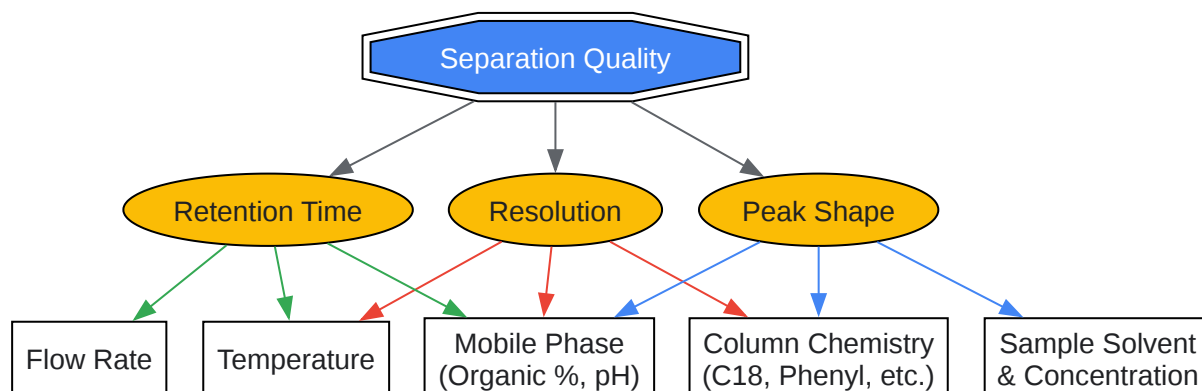 Separation Quality
Retention Time
Resolution
Peak Shape
Flow Rate
Temperature
Mobile Phase
(Organic %, pH)
Column Chemistry
(C18, Phenyl, etc.)
Sample Solvent
& Concentration